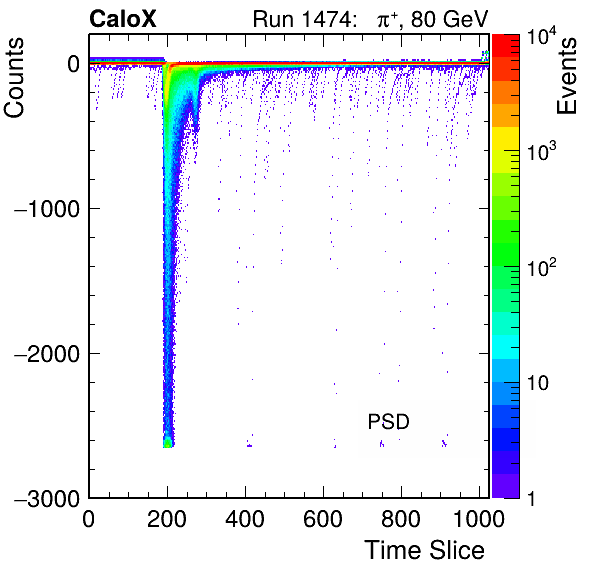 CaloX Run 1474: π⁺, 80 GeV
Counts
0
−1000
−2000
−3000
0 200 400 600 800 1000
Time Slice
PSD
Events
10⁴
10³
10²
10
1